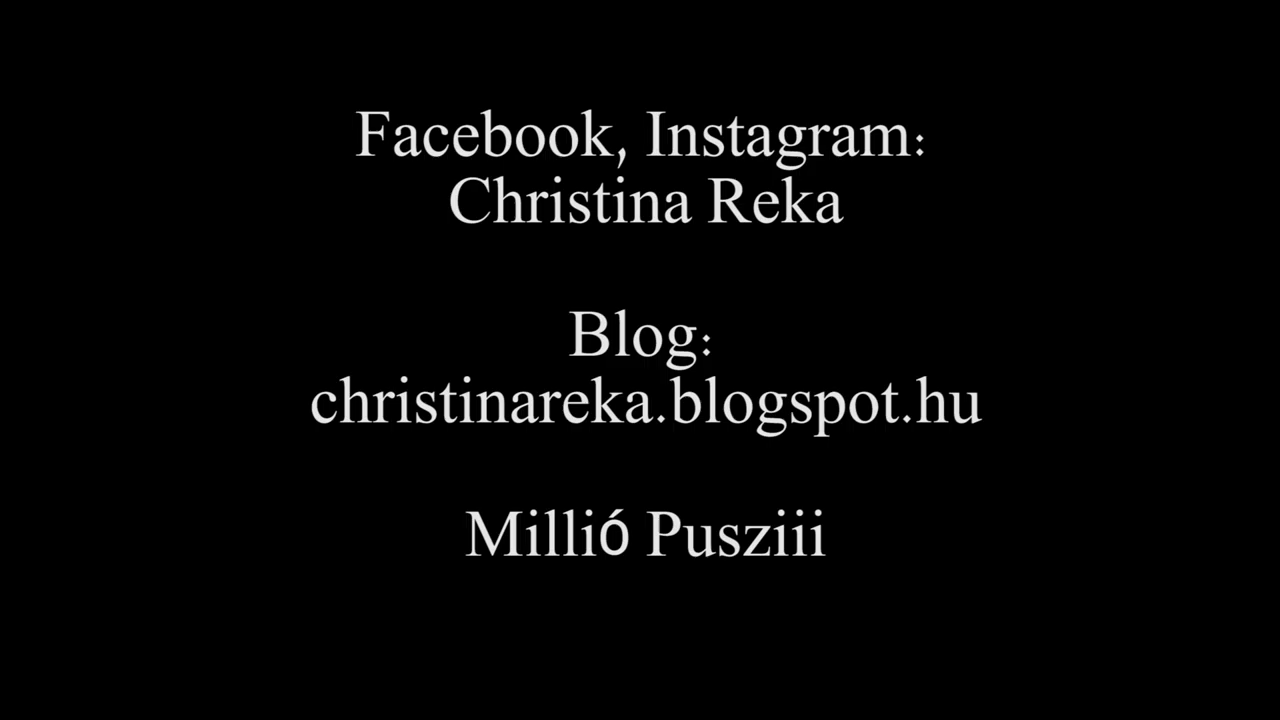 Facebook, Instagram:
Christina Reka
Blog:
christinareka.blogspot.hu
Millió Pusziii